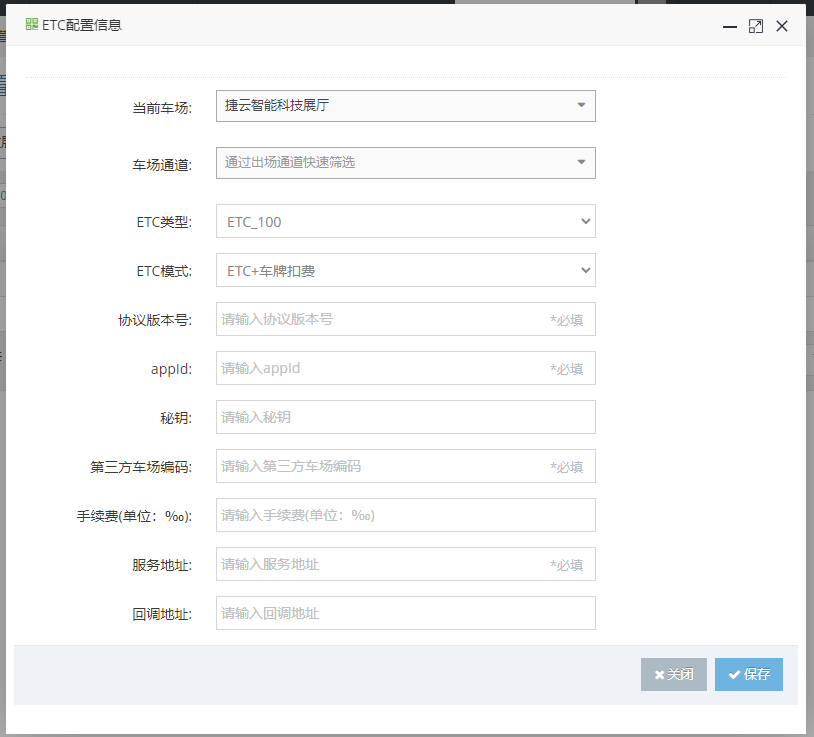 ETC配置信息
当前车场: 捷云智能科技展厅
车场通道: 通过出场通道快速筛选
ETC类型: ETC_100
ETC模式: ETC+车牌扣费
协议版本号: 请输入协议版本号 *必填
appId: 请输入appId *必填
秘钥: 请输入秘钥
第三方车场编码: 请输入第三方车场编码 *必填
手续费(单位：‰): 请输入手续费(单位：‰)
服务地址: 请输入服务地址 *必填
回调地址: 请输入回调地址
关闭 保存